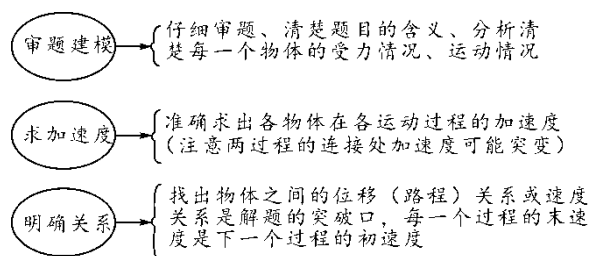 审题建模
仔细审题、清楚题目的含义、分析清
楚每一个物体的受力情况、运动情况
求加速度
准确求出各物体在各运动过程的加速度
(注意两过程的连接处加速度可能突变)
明确关系
找出物体之间的位移(路程)关系或速度
关系是解题的突破口，每一个过程的末速
度是下一个过程的初速度